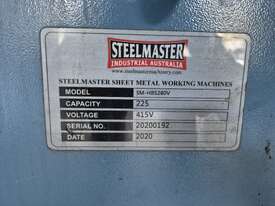 STEELMASTER
INDUSTRIAL AUSTRALIA
www.steelmastermachinery.com
STEELMASTER SHEET METAL WORKING MACHINES
MODEL SM-HBS280V
CAPACITY 225
VOLTAGE 415V
SERIAL NO. 20200192
DATE 2020